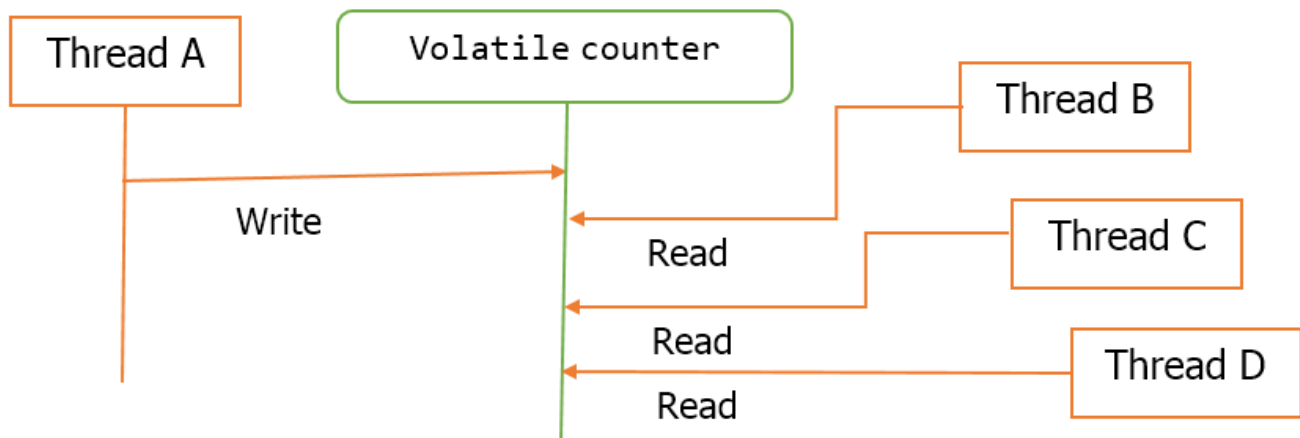 Thread A
Volatile counter
Thread B
Write
Read
Thread C
Read
Thread D
Read